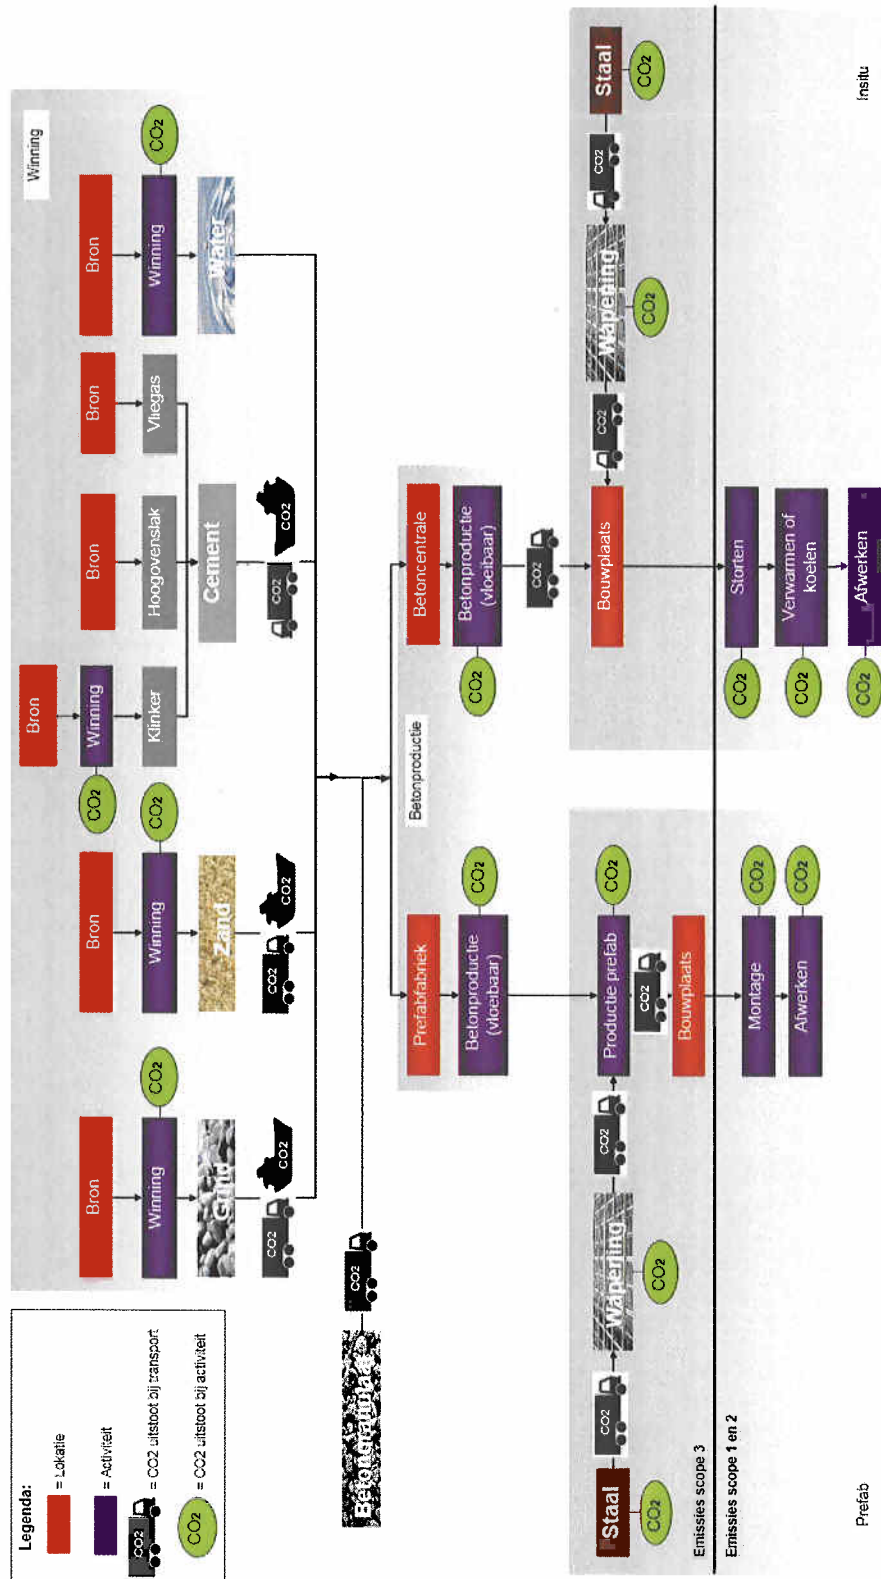 Legenda:
= Lokatie
= Activiteit
CO2
= CO2 uitstoot bij transport
CO2
= CO2 uitstoot bij activiteit
Winning
Bron
Winning
CO2
Grind
CO2
CO2
Bron
Winning
CO2
Zand
CO2
CO2
Bron
Winning
CO2
Klinker
Bron
Hoogovenslak
Bron
Vliegas
Cement
CO2
CO2
Bron
Winning
CO2
Water
Betongranulaat
CO2
Betonproductie
Prefabfabriek
Betonproductie
(vloeibaar)
CO2
Betoncentrale
Betonproductie
(vloeibaar)
CO2
CO2
Staal
CO2
CO2
Wapening
CO2
CO2
Productie prefab
CO2
CO2
Bouwplaats
Bouwplaats
CO2
Wapening
CO2
CO2
Staal
CO2
Emissies scope 3
Emissies scope 1 en 2
Montage
CO2
Afwerken
CO2
Storten
CO2
Verwarmen of
koelen
CO2
Afwerken
CO2
Prefab
Insitu